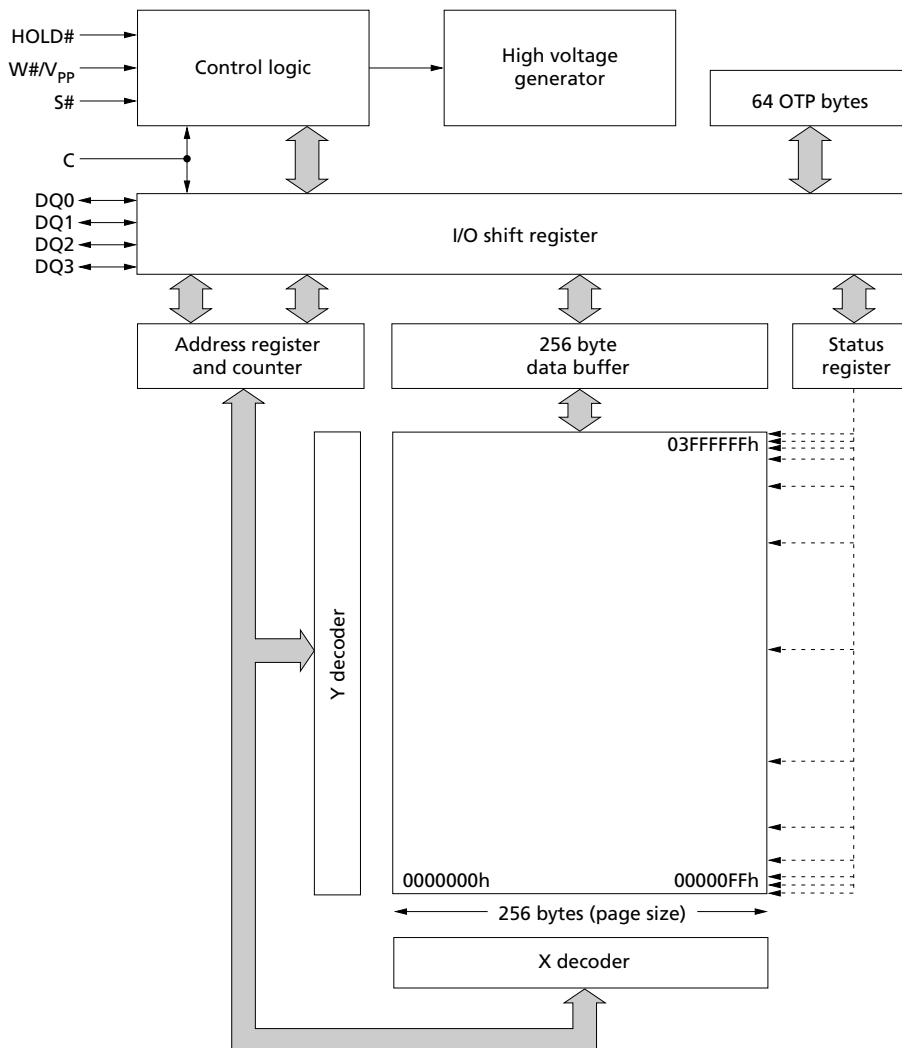 HOLD#
W#/VPP
S#
Control logic
High voltage
generator
64 OTP bytes
C
DQ0
DQ1
DQ2
DQ3
I/O shift register
Address register
and counter
256 byte
data buffer
Status
register
03FFFFFFh
Y decoder
0000000h
00000FFh
256 bytes (page size)
X decoder